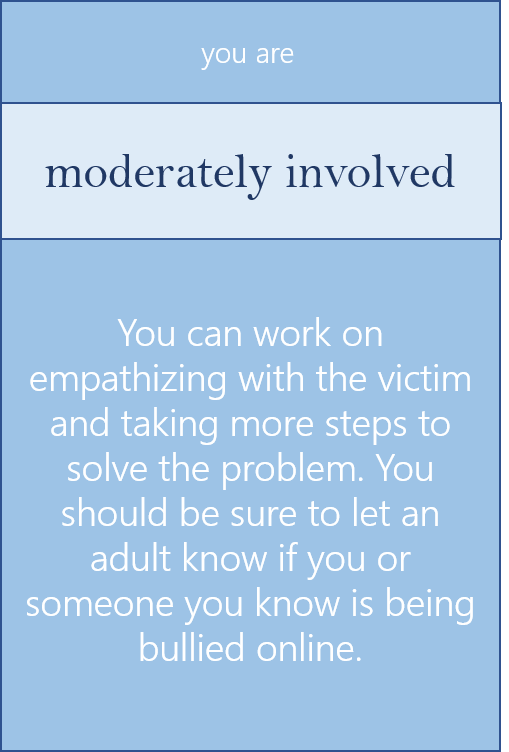 you are
moderately involved
You can work on
empathizing with the victim
and taking more steps to
solve the problem. You
should be sure to let an
adult know if you or
someone you know is being
bullied online.